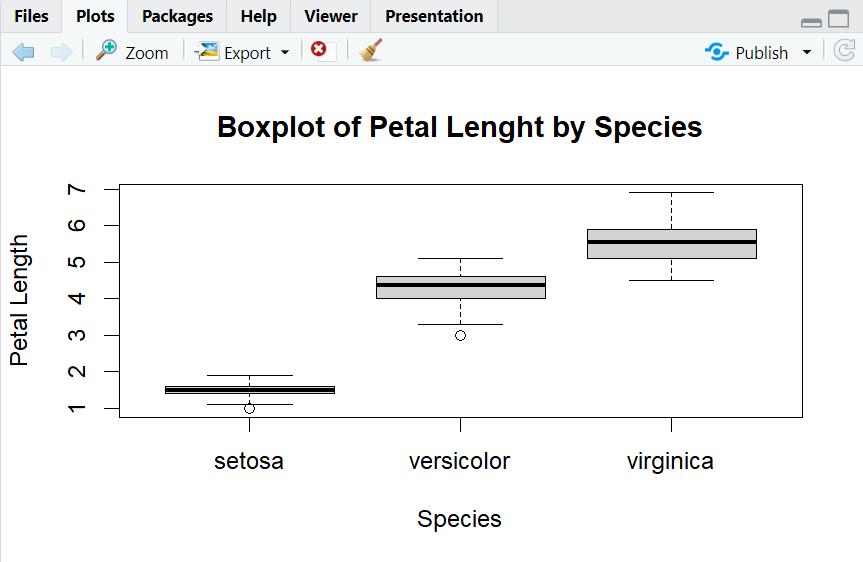 Files Plots Packages Help Viewer Presentation
Zoom Export Publish
Boxplot of Petal Lenght by Species
Petal Length
7
6
5
4
3
2
1
setosa versicolor virginica
Species